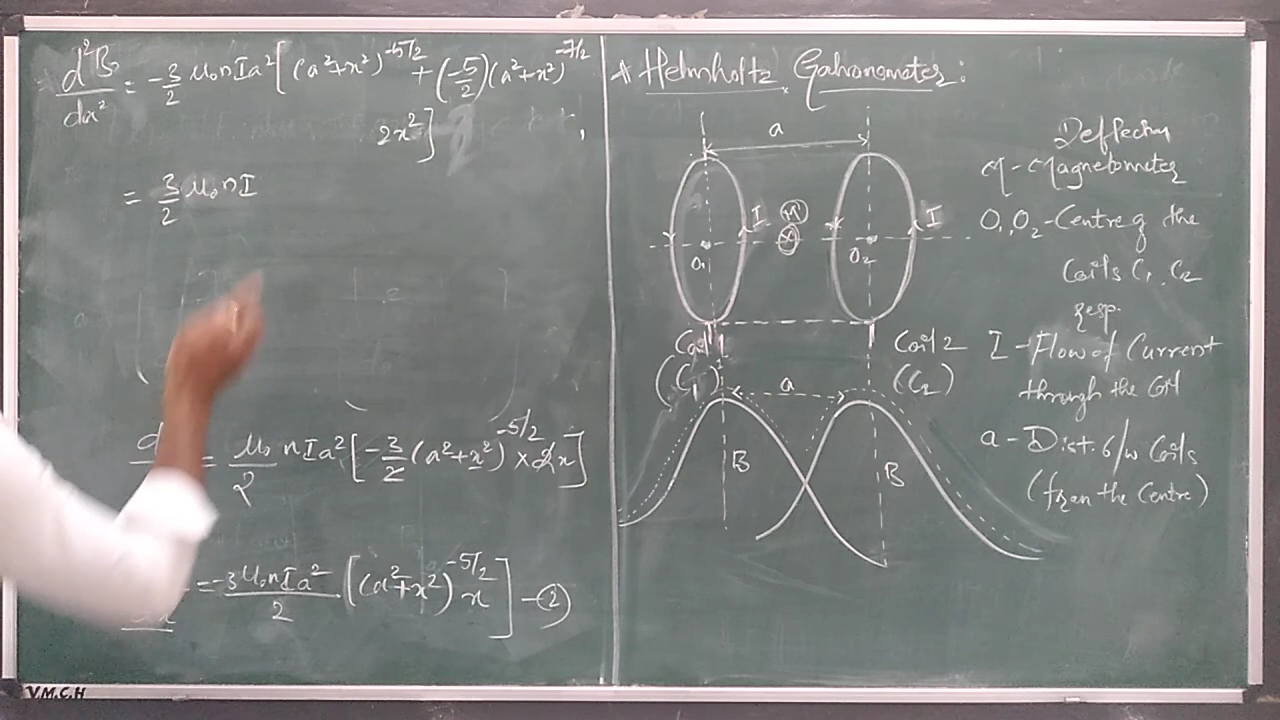 d²B/dx² = -3/2 μ₀nIa² [(a²+x²)^-5/2 + (-5/2)(a²+x²)^-7/2
2x²]
= 3/2 μ₀nI
= μ₀/2 nIa² [-3/2 (a²+x²)^-5/2 × 2x]
= -3μ₀nIa²/2 [(a²+x²)^-5/2 x] - ②
V.M.C.H
* Helmholtz Galvanometer:
a
I
M
I
O₁
O₂
Coil 1
(C₁)
Coil 2
(C₂)
a
B
B
Deflection
M - Magnetometer
O₁, O₂ - Centre of the
Coils C₁, C₂
resp.
I - Flow of Current
through the Coil
a - Dist. b/w Coils
(from the Centre)